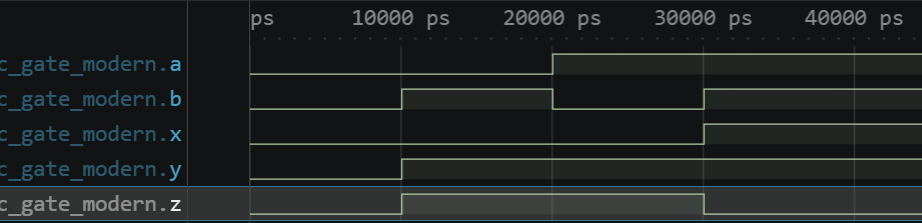 ps 10000 ps 20000 ps 30000 ps 40000 ps
c_gate_modern.a
c_gate_modern.b
c_gate_modern.x
c_gate_modern.y
c_gate_modern.z